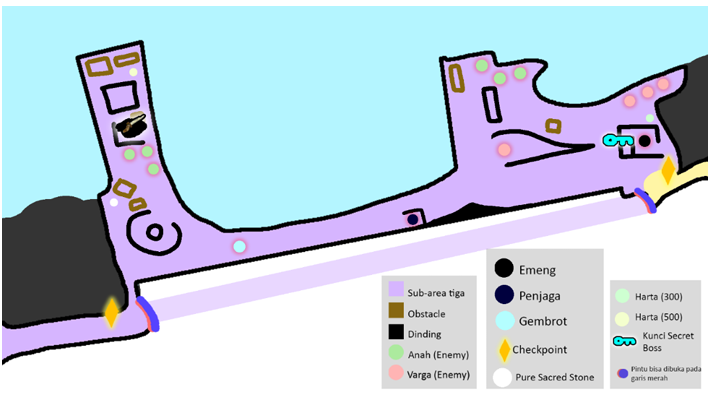 Sub-area tiga
Obstacle
Dinding
Anah (Enemy)
Varga (Enemy)
Emeng
Penjaga
Gembrot
Checkpoint
Pure Sacred Stone
Harta (300)
Harta (500)
Kunci Secret
Boss
Pintu bisa dibuka pada
garis merah